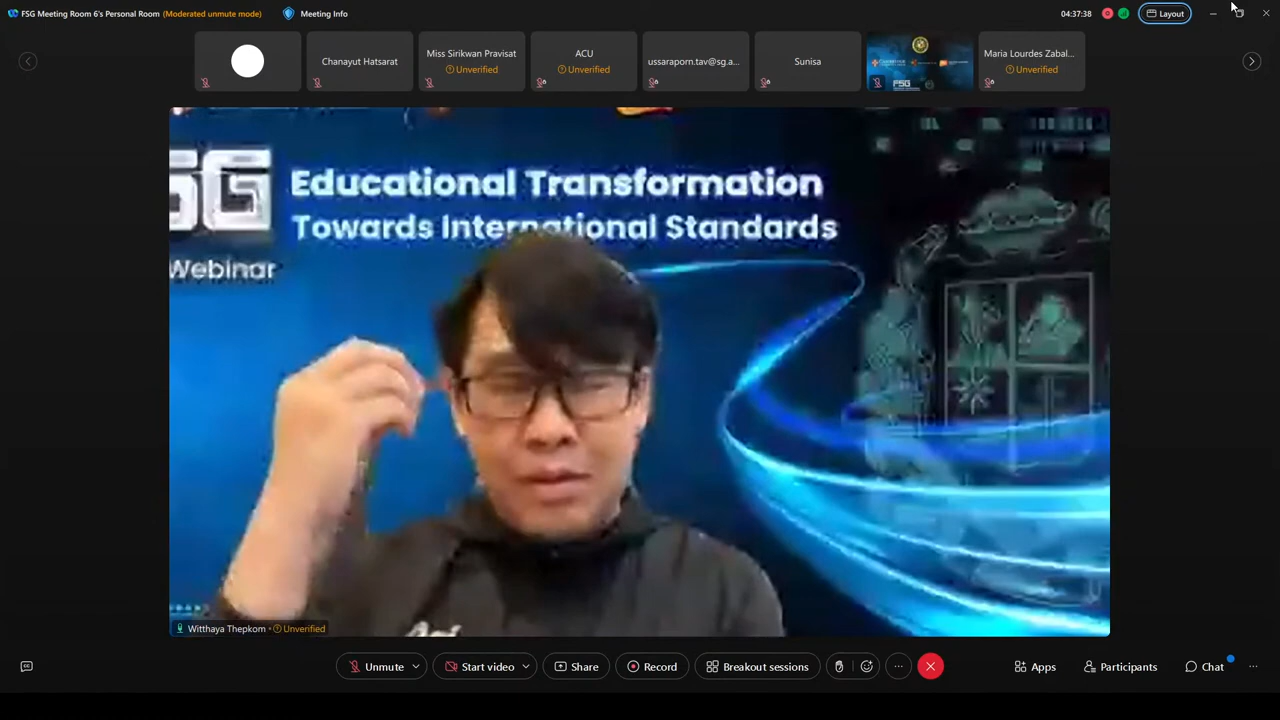 FSG Meeting Room 6's Personal Room (Moderated unmute mode)
Meeting Info
04:37:38
Layout
Chanayut Hatsarat
Miss Sirikwan Pravisat
Unverified
ACU
Unverified
ussaraporn.tav@sg.a...
Sunisa
FSG
Maria Lourdes Zabal...
Unverified
SG
Educational Transformation
Towards International Standards
Webinar
Witthaya Thepkom • Unverified
Unmute
Start video
Share
Record
Breakout sessions
Apps
Participants
Chat